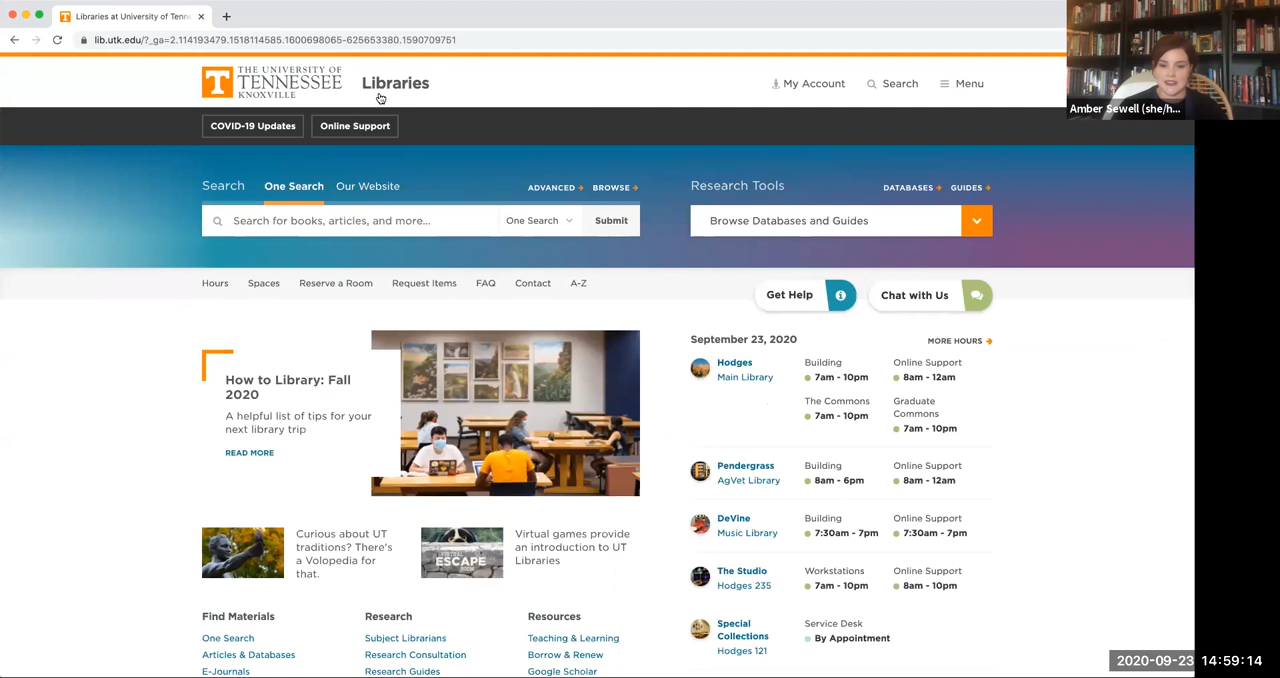 Libraries at University of Tenne
lib.utk.edu/?_ga=2.114193479.1518114585.1600698065-625653380.1590709751
Amber Sewell (she/h...
T THE UNIVERSITY OF
TENNESSEE
KNOXVILLE
Libraries
My Account
Search
Menu
COVID-19 Updates
Online Support
Search
One Search
Our Website
ADVANCED
BROWSE
Search for books, articles, and more...
One Search
Submit
Research Tools
DATABASES
GUIDES
Browse Databases and Guides
Hours
Spaces
Reserve a Room
Request Items
FAQ
Contact
A-Z
Get Help
Chat with Us
How to Library: Fall
2020
A helpful list of tips for your
next library trip
READ MORE
Curious about UT
traditions? There's
a Volopedia for
that.
VIRTUAL
ESCAPE
ROOM
Virtual games provide
an introduction to UT
Libraries
Find Materials
One Search
Articles & Databases
E-Journals
Research
Subject Librarians
Research Consultation
Research Guides
Resources
Teaching & Learning
Borrow & Renew
Google Scholar
September 23, 2020
MORE HOURS
Hodges
Main Library
Building
7am - 10pm
Online Support
8am - 12am
The Commons
7am - 10pm
Graduate
Commons
7am - 10pm
Pendergrass
AgVet Library
Building
8am - 6pm
Online Support
8am - 12am
DeVine
Music Library
Building
7:30am - 7pm
Online Support
7:30am - 7pm
The Studio
Hodges 235
Workstations
7am - 10pm
Online Support
8am - 10pm
Special
Collections
Hodges 121
Service Desk
By Appointment
2020-09-23 14:59:14